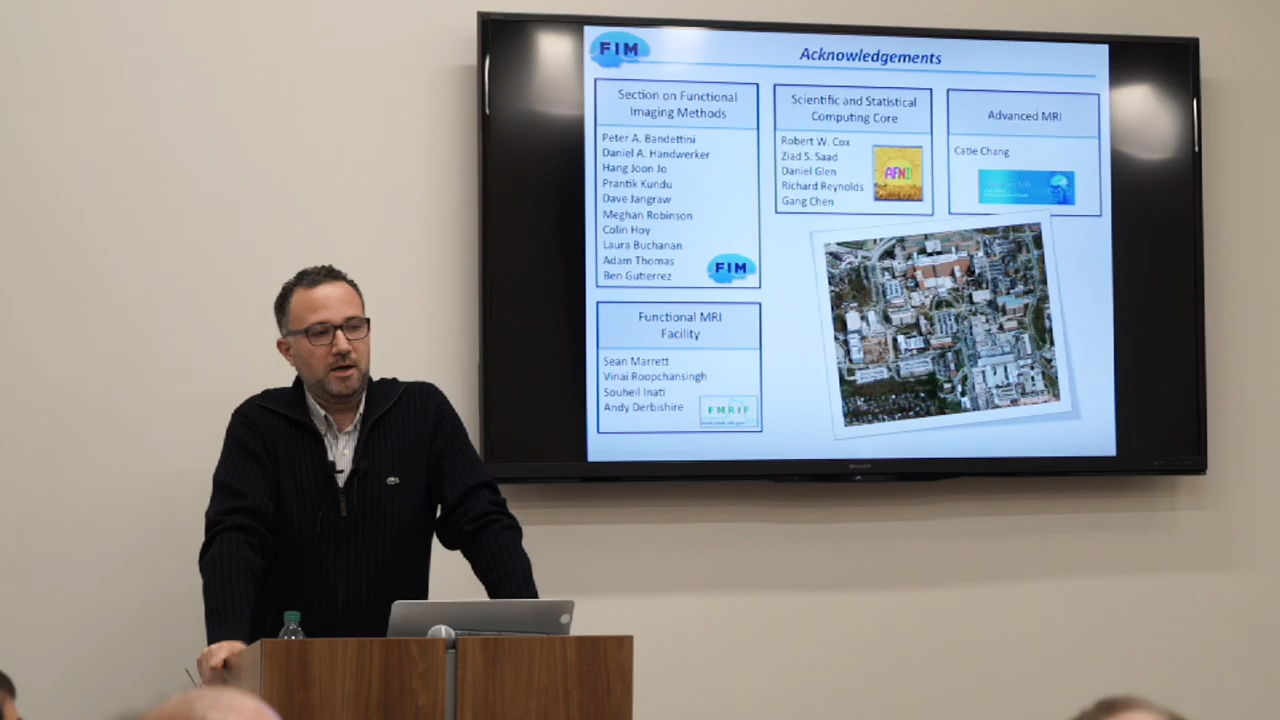 FIM
Acknowledgements
Section on Functional
Imaging Methods
Peter A. Bandettini
Daniel A. Handwerker
Hang Joon Jo
Prantik Kundu
Dave Jangraw
Meghan Robinson
Colin Hoy
Laura Buchanan
Adam Thomas
Ben Gutierrez
FIM
Scientific and Statistical
Computing Core
Robert W. Cox
Ziad S. Saad
Daniel Glen
Richard Reynolds
Gang Chen
AFNI
Advanced MRI
Catie Chang
Functional MRI
Facility
Sean Marrett
Vinai Roopchansingh
Souheil Inati
Andy Derbishire
FMRIF
SHARP